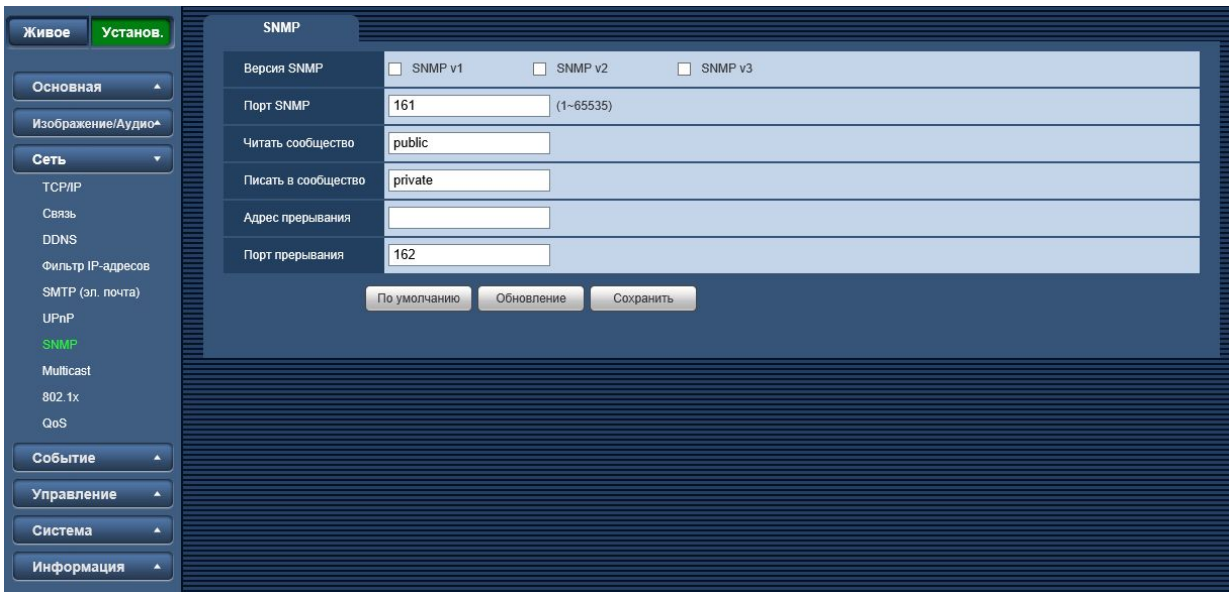 Живое Установ.
Основная
Изображение/Аудио
Сеть
TCP/IP
Связь
DDNS
Фильтр IP-адресов
SMTP (эл. почта)
UPnP
SNMP
Multicast
802.1x
QoS
Событие
Управление
Система
Информация
SNMP
Версия SNMP SNMP v1 SNMP v2 SNMP v3
Порт SNMP 161 (1~65535)
Читать сообщество public
Писать в сообщество private
Адрес прерывания
Порт прерывания 162
По умолчанию Обновление Сохранить